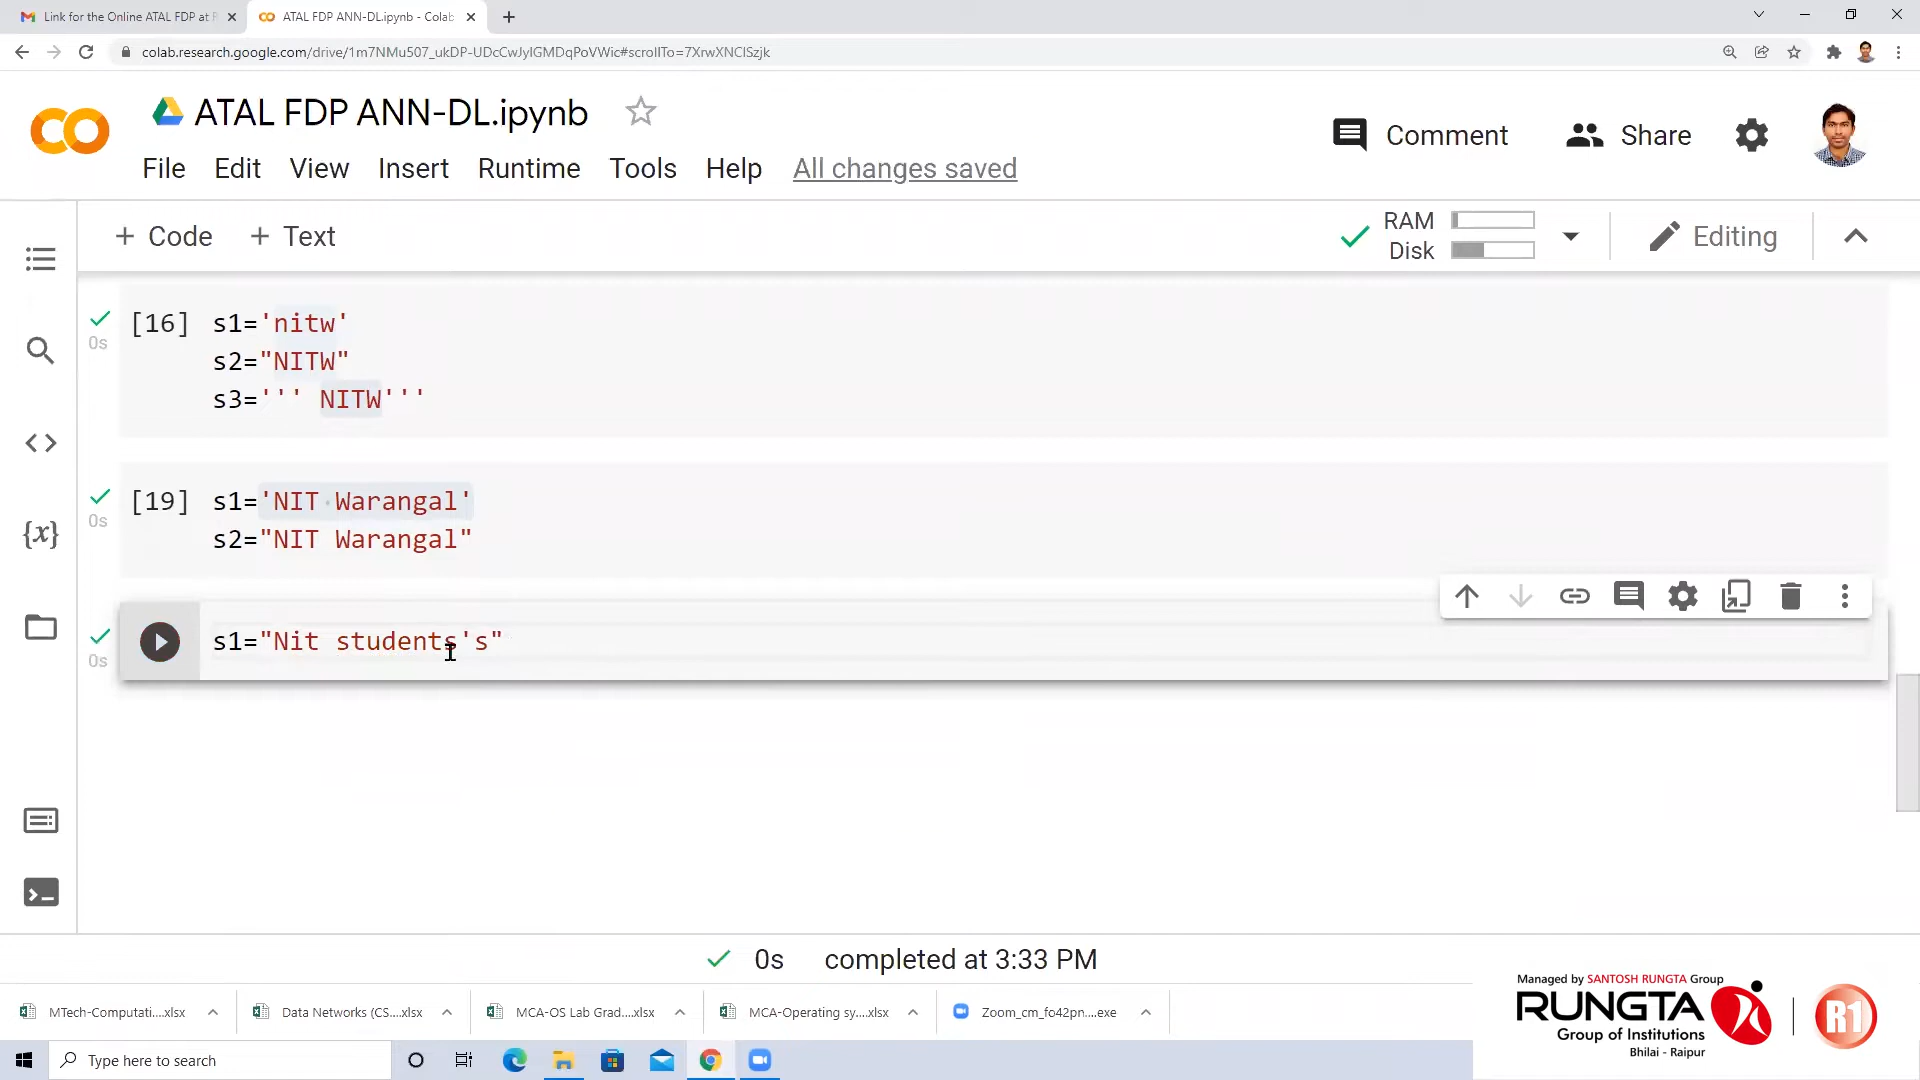 Link for the Online ATAL FDP at R
ATAL FDP ANN-DL.ipynb - Colab
colab.research.google.com/drive/1m7NMu507_ukDP-UDcCwJyIGMDqPoVWic#scrollTo=7XrwXNClSzjk
ATAL FDP ANN-DL.ipynb
Comment
Share
File Edit View Insert Runtime Tools Help All changes saved
+ Code + Text
RAM
Disk
Editing
[16] s1='nitw'
0s
s2="NITW"
s3=''' NITW'''
[19] s1='NIT Warangal'
0s
s2="NIT Warangal"
s1="Nit students's"
0s
{x}
0s completed at 3:33 PM
MTech-Computati....xlsx
Data Networks (CS....xlsx
MCA-OS Lab Grad....xlsx
MCA-Operating sy....xlsx
Zoom_cm_fo42pn....exe
Type here to search
Managed by SANTOSH RUNGTA Group
RUNGTA
Group of Institutions
Bhilai - Raipur
R1